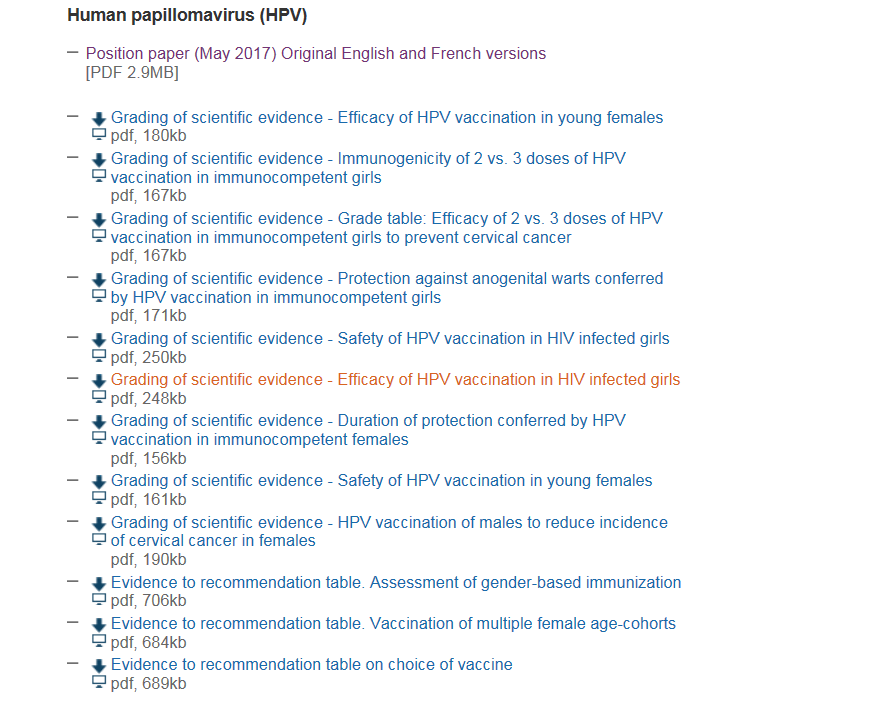 Human papillomavirus (HPV)
Position paper (May 2017) Original English and French versions
[PDF 2.9MB]
Grading of scientific evidence - Efficacy of HPV vaccination in young females
pdf, 180kb
Grading of scientific evidence - Immunogenicity of 2 vs. 3 doses of HPV
vaccination in immunocompetent girls
pdf, 167kb
Grading of scientific evidence - Grade table: Efficacy of 2 vs. 3 doses of HPV
vaccination in immunocompetent girls to prevent cervical cancer
pdf, 167kb
Grading of scientific evidence - Protection against anogenital warts conferred
by HPV vaccination in immunocompetent girls
pdf, 171kb
Grading of scientific evidence - Safety of HPV vaccination in HIV infected girls
pdf, 250kb
Grading of scientific evidence - Efficacy of HPV vaccination in HIV infected girls
pdf, 248kb
Grading of scientific evidence - Duration of protection conferred by HPV
vaccination in immunocompetent females
pdf, 156kb
Grading of scientific evidence - Safety of HPV vaccination in young females
pdf, 161kb
Grading of scientific evidence - HPV vaccination of males to reduce incidence
of cervical cancer in females
pdf, 190kb
Evidence to recommendation table. Assessment of gender-based immunization
pdf, 706kb
Evidence to recommendation table. Vaccination of multiple female age-cohorts
pdf, 684kb
Evidence to recommendation table on choice of vaccine
pdf, 689kb